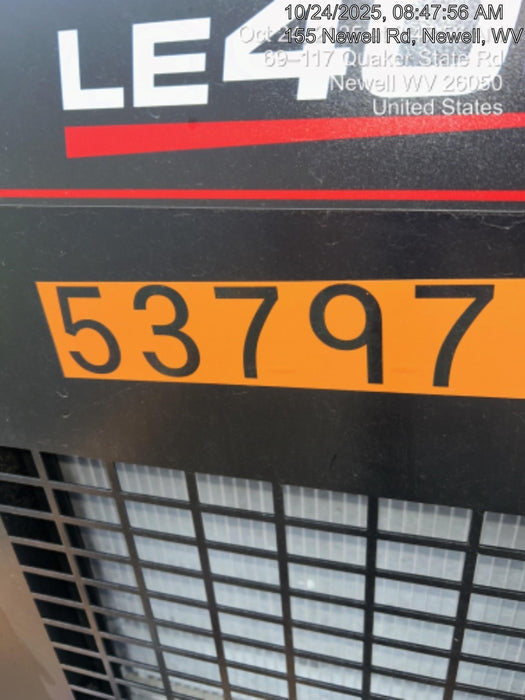 10/24/2025, 08:47:56 AM
155 Newell Rd, Newell, WV
69–117 Quaker State Rd
Newell WV 26050
United States
LE4
53797